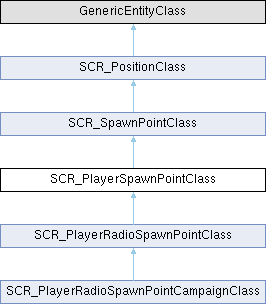 GenericEntityClass
SCR_PositionClass
SCR_SpawnPointClass
SCR_PlayerSpawnPointClass
SCR_PlayerRadioSpawnPointClass
SCR_PlayerRadioSpawnPointCampaignClass